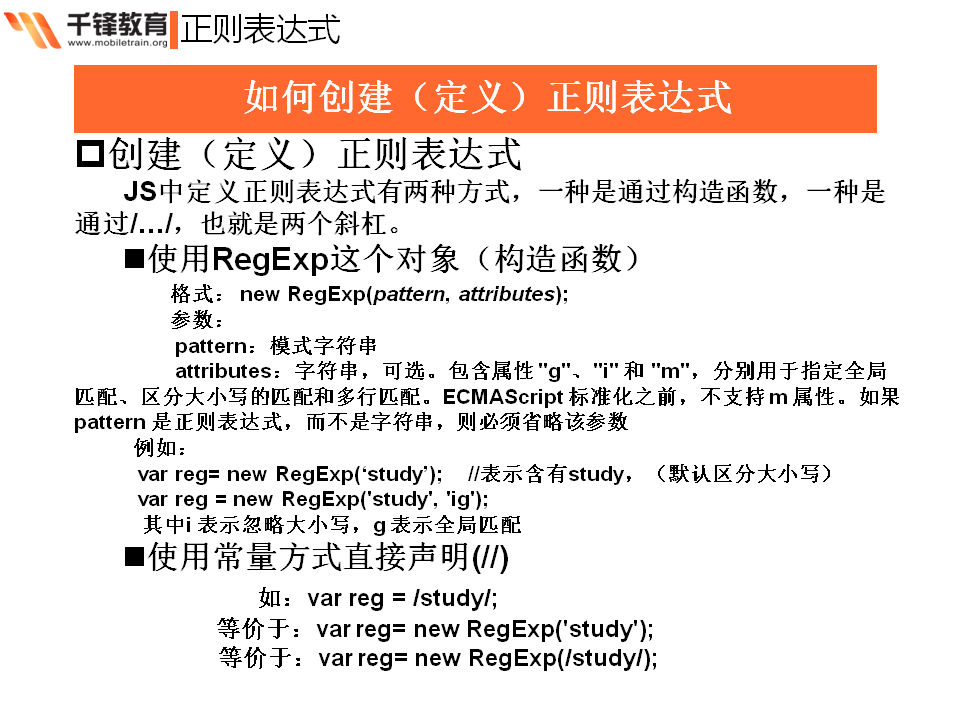 千锋教育
www.mobiletrain.org
正则表达式
如何创建（定义）正则表达式
创建（定义）正则表达式
JS中定义正则表达式有两种方式，一种是通过构造函数，一种是
通过/…/，也就是两个斜杠。
使用RegExp这个对象（构造函数）
格式： new RegExp(pattern, attributes);
参数：
pattern：模式字符串
attributes：字符串，可选。包含属性 "g"、"i" 和 "m"，分别用于指定全局
匹配、区分大小写的匹配和多行匹配。ECMAScript 标准化之前，不支持 m 属性。如果
pattern 是正则表达式，而不是字符串，则必须省略该参数
例如：
var reg= new RegExp(‘study’); //表示含有study，（默认区分大小写）
var reg = new RegExp('study', 'ig');
其中i 表示忽略大小写，g 表示全局匹配
使用常量方式直接声明(//)
如：var reg = /study/;
等价于：var reg= new RegExp('study');
等价于：var reg= new RegExp(/study/);